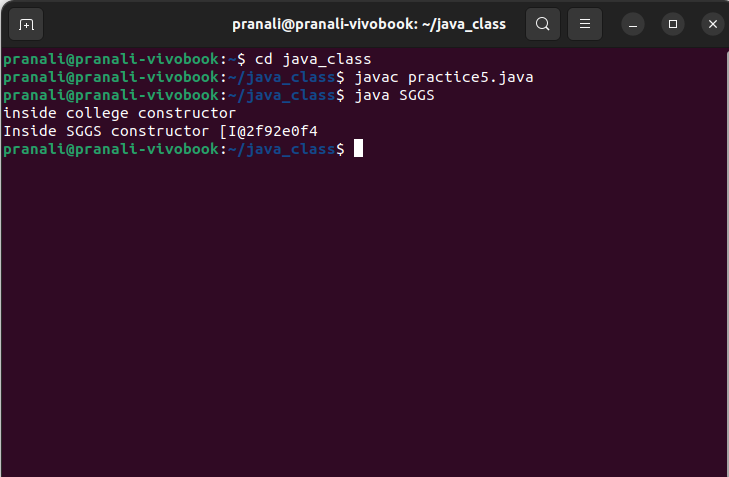 pranali@pranali-vivobook: ~/java_class
pranali@pranali-vivobook:~$ cd java_class
pranali@pranali-vivobook:~/java_class$ javac practice5.java
pranali@pranali-vivobook:~/java_class$ java SGGS
inside college constructor
Inside SGGS constructor [I@2f92e0f4
pranali@pranali-vivobook:~/java_class$